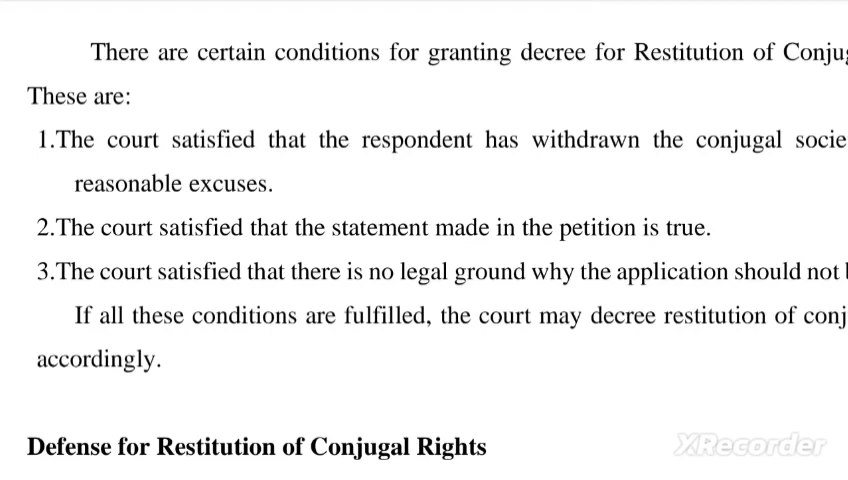 There are certain conditions for granting decree for Restitution of
These are:
1.The court satisfied that the respondent has withdrawn the conjugal
reasonable excuses.
2.The court satisfied that the statement made in the petition is true.
3.The court satisfied that there is no legal ground why the application should not
If all these conditions are fulfilled, the court may decree restitution of
accordingly.
Defense for Restitution of Conjugal Rights
XRecorder